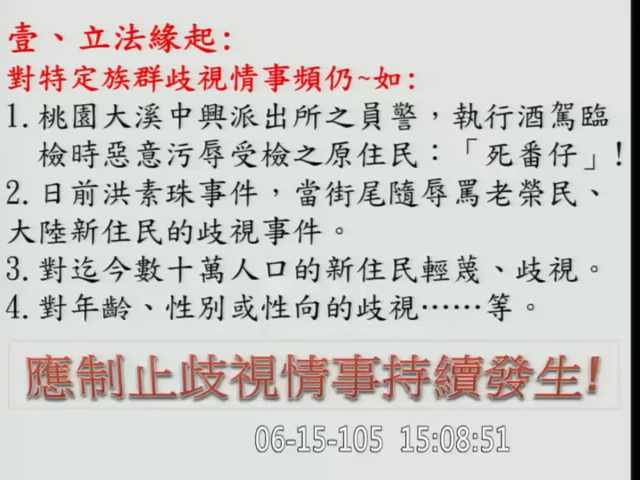 壹、立法緣起:
對特定族群歧視情事頻仍~如:
1.桃園大溪中興派出所之員警，執行酒駕臨
檢時惡意污辱受檢之原住民：「死番仔」!
2.日前洪素珠事件，當街尾隨辱罵老榮民、
大陸新住民的歧視事件。
3.對迄今數十萬人口的新住民輕蔑、歧視。
4.對年齡、性別或性向的歧視……等。
應制止歧視情事持續發生!
06-15-105 15:08:51